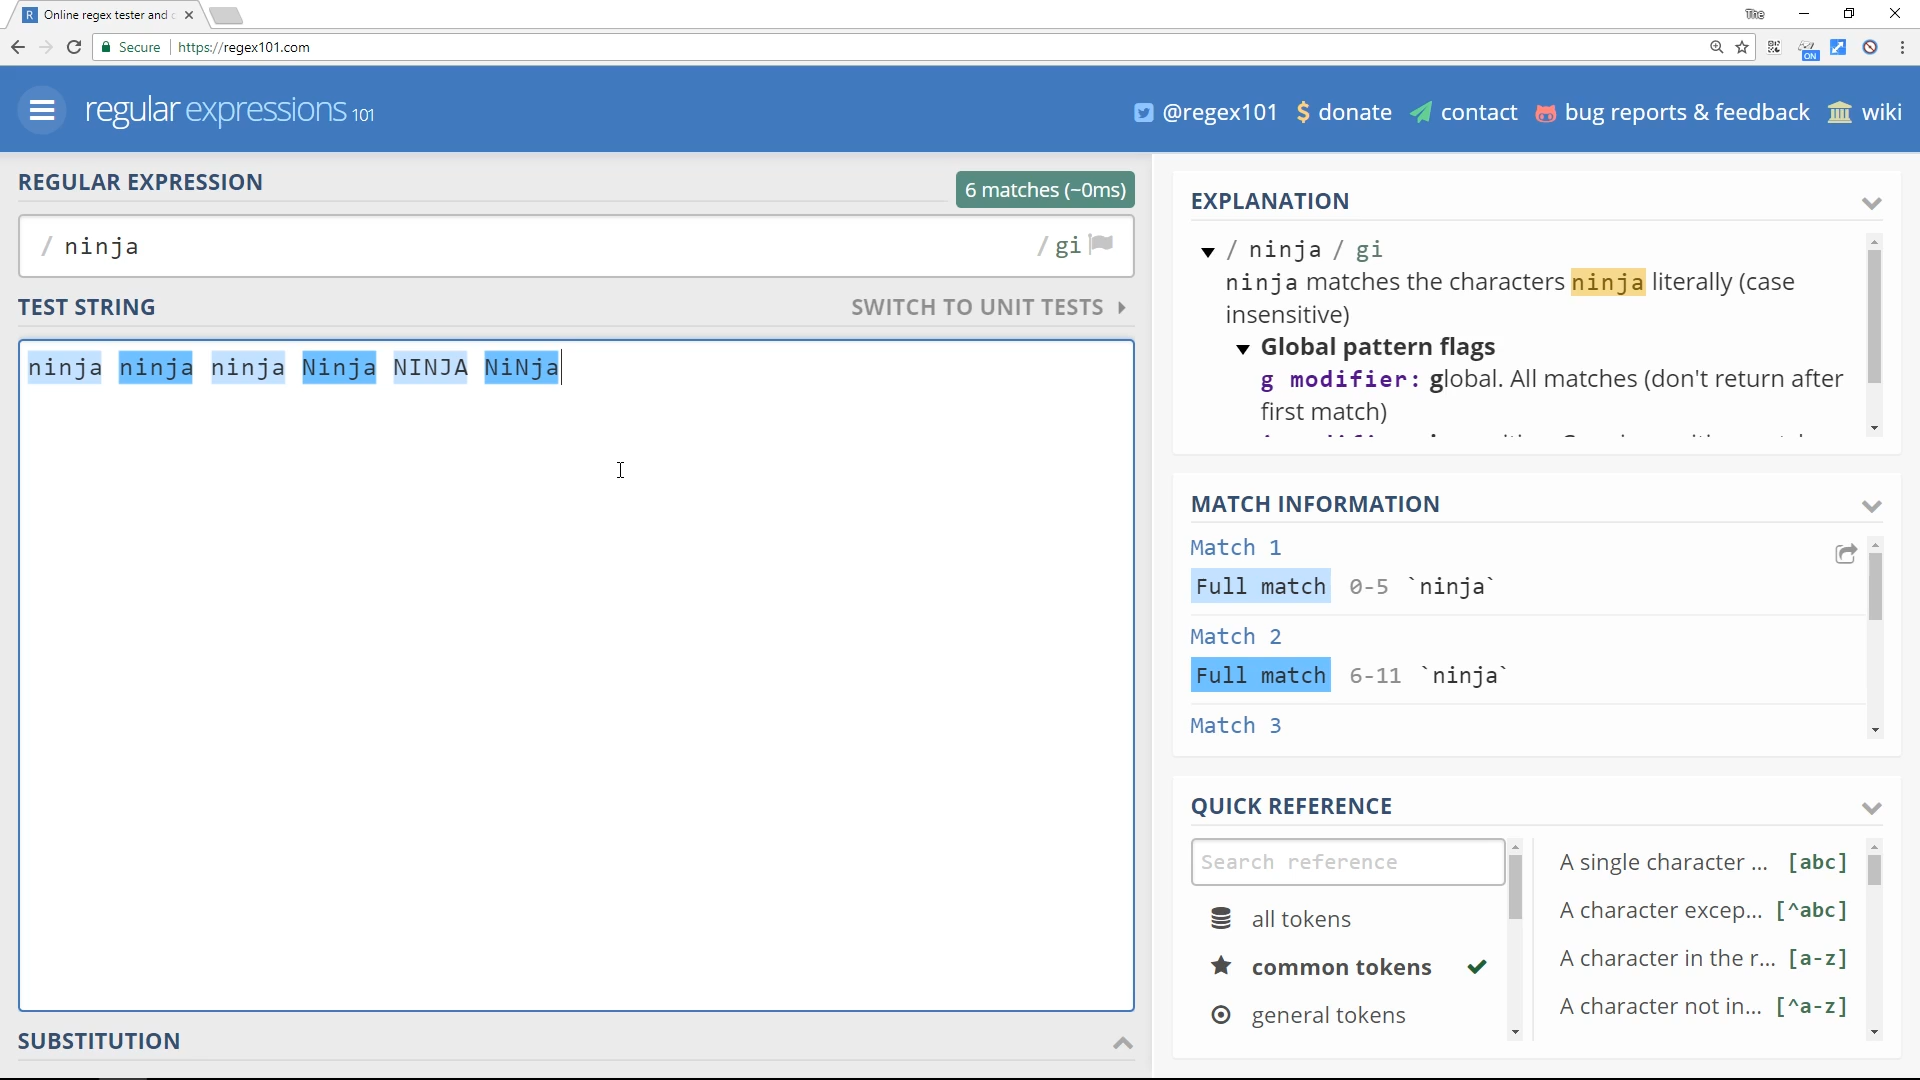 Online regex tester and
The
Secure https://regex101.com
ON
regular expressions 101
@regex101 $ donate contact bug reports & feedback wiki
REGULAR EXPRESSION
6 matches (~0ms)
/ ninja / gi
TEST STRING
SWITCH TO UNIT TESTS
ninja ninja ninja Ninja NINJA NiNja
SUBSTITUTION
EXPLANATION
/ ninja / gi
ninja matches the characters ninja literally (case
insensitive)
Global pattern flags
g modifier: global. All matches (don't return after
first match)
MATCH INFORMATION
Match 1
Full match 0-5 `ninja`
Match 2
Full match 6-11 `ninja`
Match 3
QUICK REFERENCE
Search reference
all tokens
common tokens
general tokens
A single character ... [abc]
A character excep... [^abc]
A character in the r... [a-z]
A character not in... [^a-z]